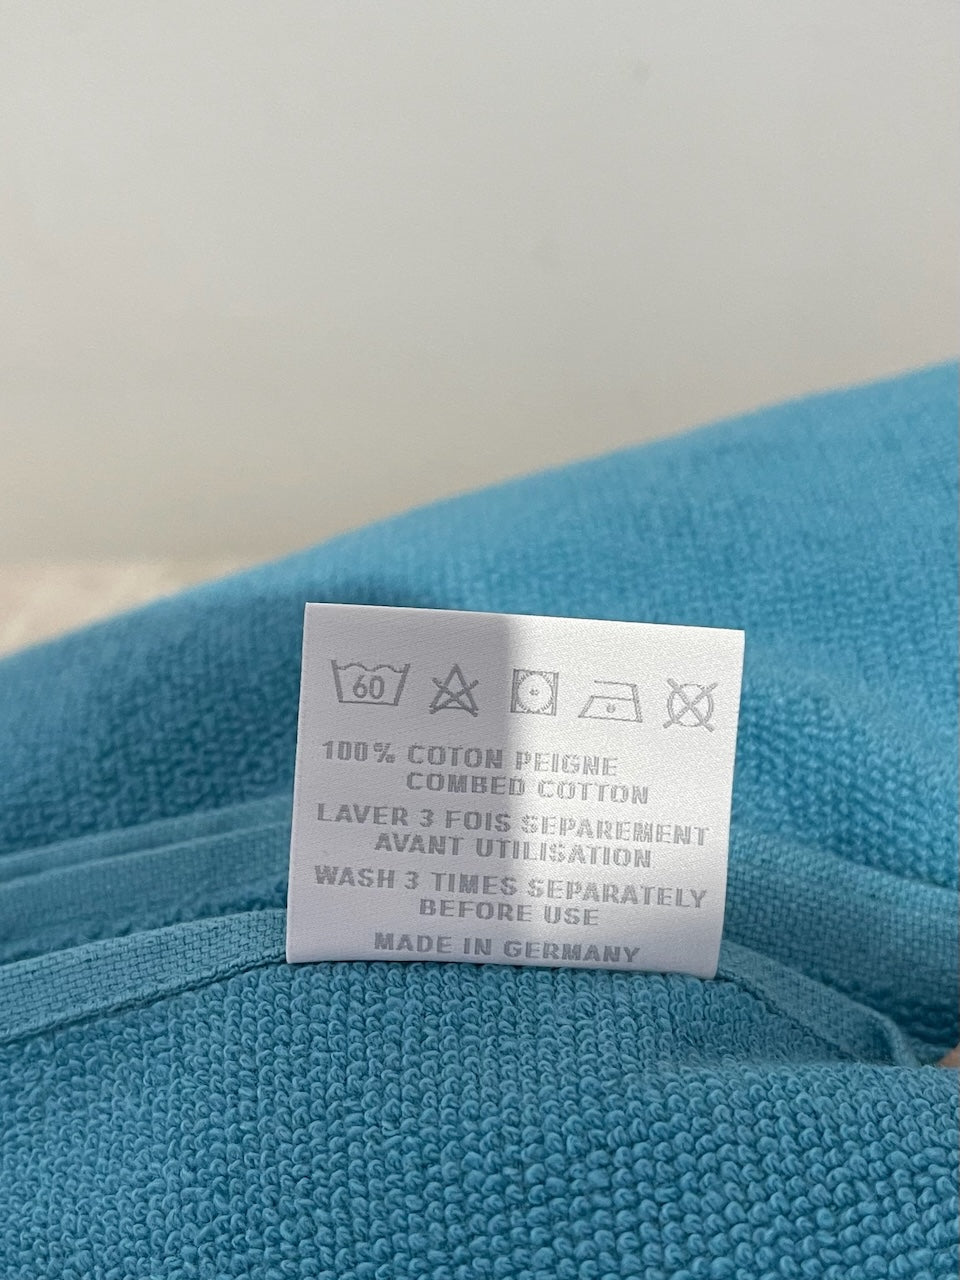 60
100% COTON PEIGNE
COMBED COTTON
LAVER 3 FOIS SEPAREMENT
AVANT UTILISATION
WASH 3 TIMES SEPARATELY
BEFORE USE
MADE IN GERMANY